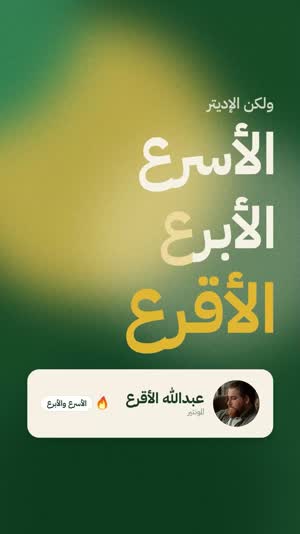 ولكن الإديتر
الأسرع
الأبرع
الأقرع
عبدالله الأقرع
المونتير
الأسرع والأبرع